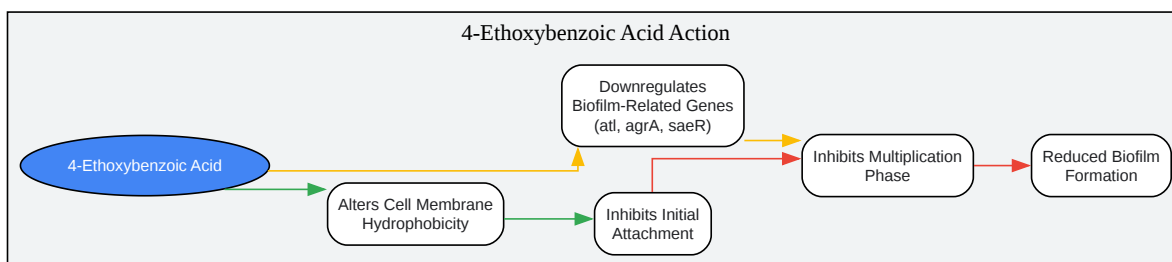 4-Ethoxybenzoic Acid Action
4-Ethoxybenzoic Acid
Alters Cell Membrane
Hydrophobicity
Downregulates
Biofilm-Related Genes
(atl, agrA, saeR)
Inhibits Initial
Attachment
Inhibits Multiplication
Phase
Reduced Biofilm
Formation